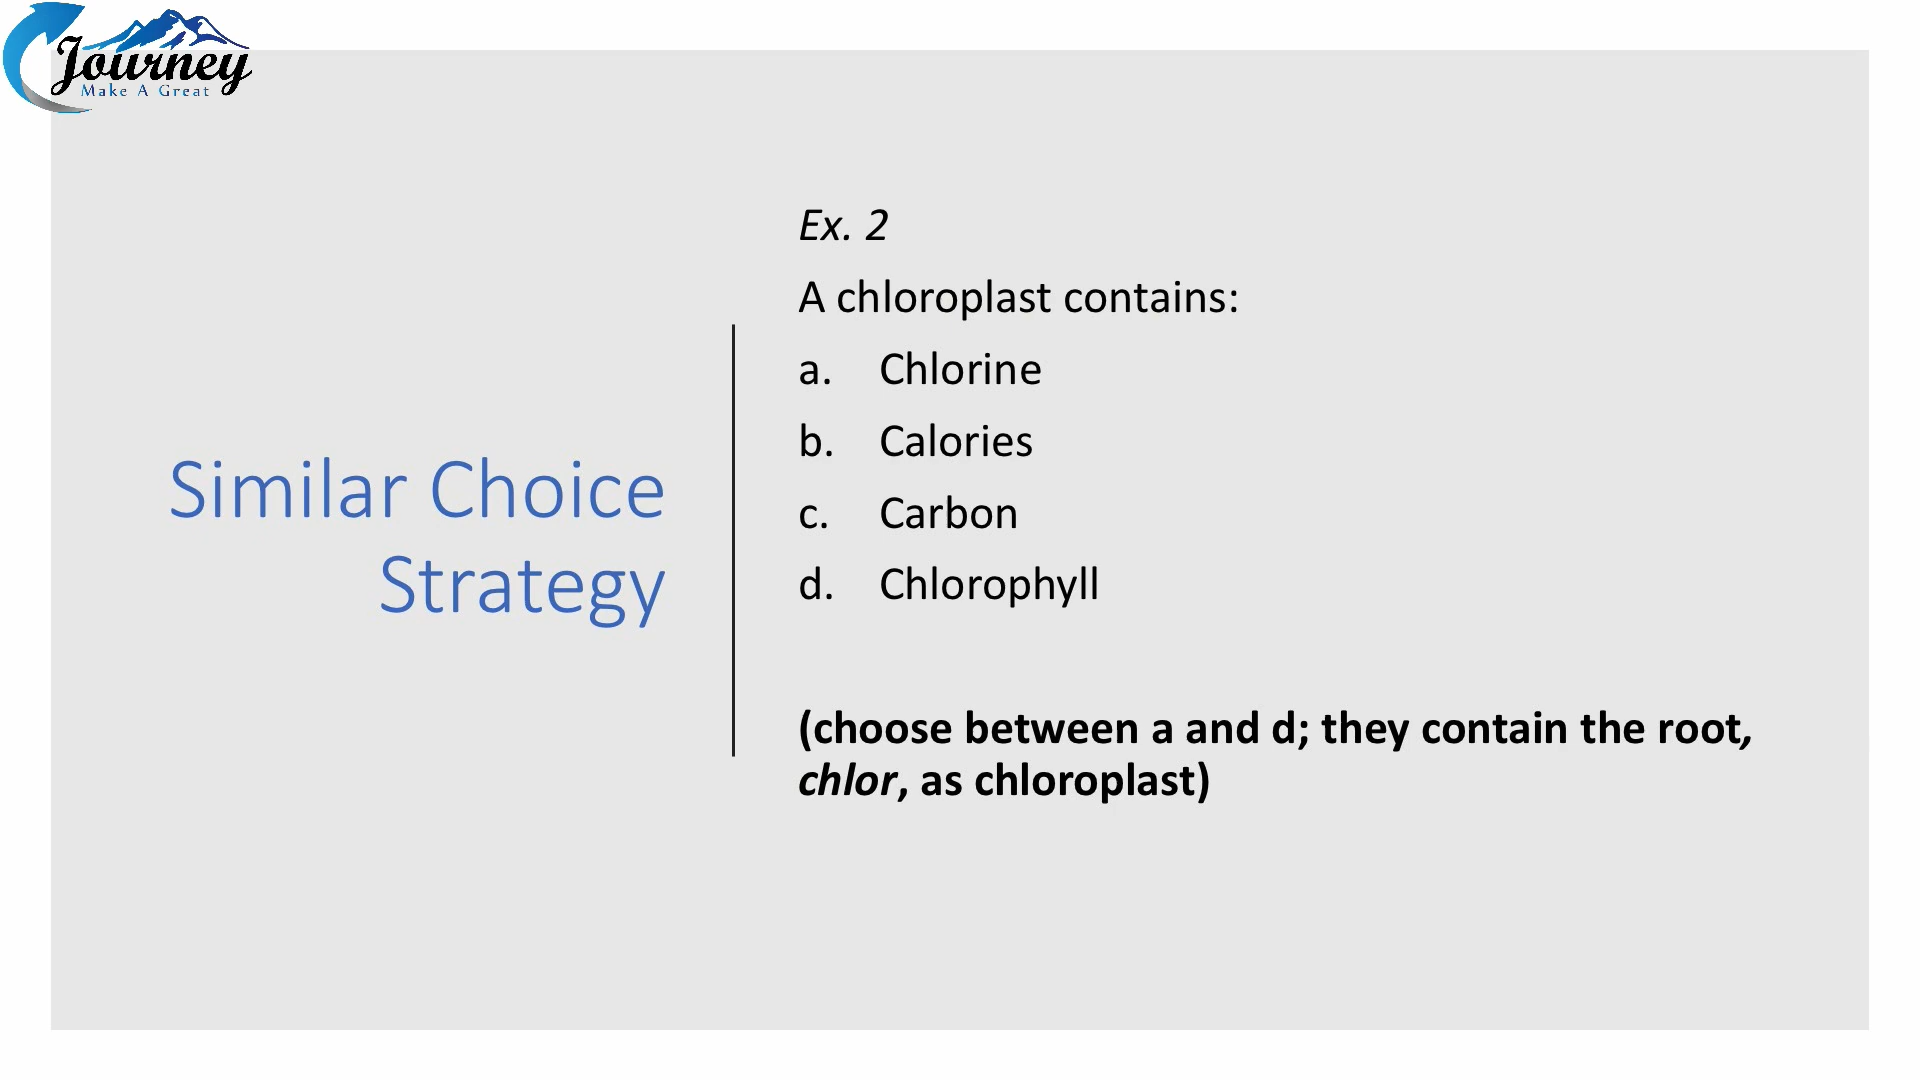 Journey
Make A Great
Similar Choice
Strategy
Ex. 2
A chloroplast contains:
a. Chlorine
b. Calories
c. Carbon
d. Chlorophyll
(choose between a and d; they contain the root,
chlor, as chloroplast)